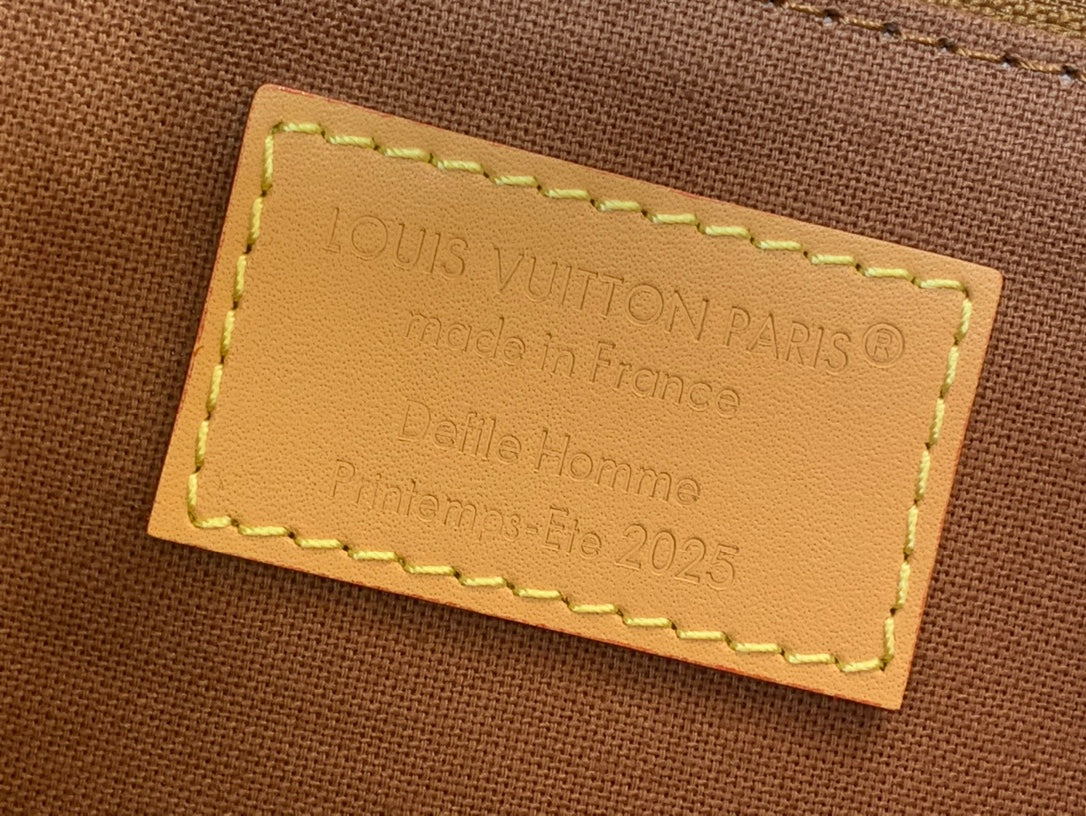 LOUIS VUITTON PARIS®
made in France
Defile Homme
Printemps-Ete 2025